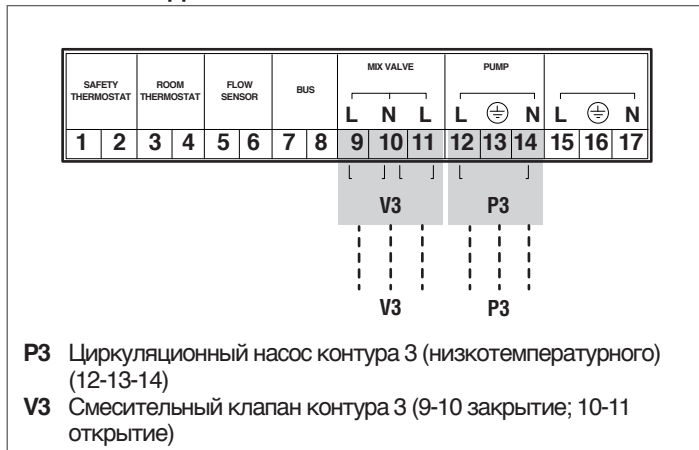 SAFETY THERMOSTAT ROOM THERMOSTAT FLOW SENSOR BUS MIX VALVE PUMP
L N L L N L N
1 2 3 4 5 6 7 8 9 10 11 12 13 14 15 16 17
V3 P3
V3 P3
P3 Циркуляционный насос контура 3 (низкотемпературного)
(12-13-14)
V3 Смесительный клапан контура 3 (9-10 закрытие; 10-11
открытие)